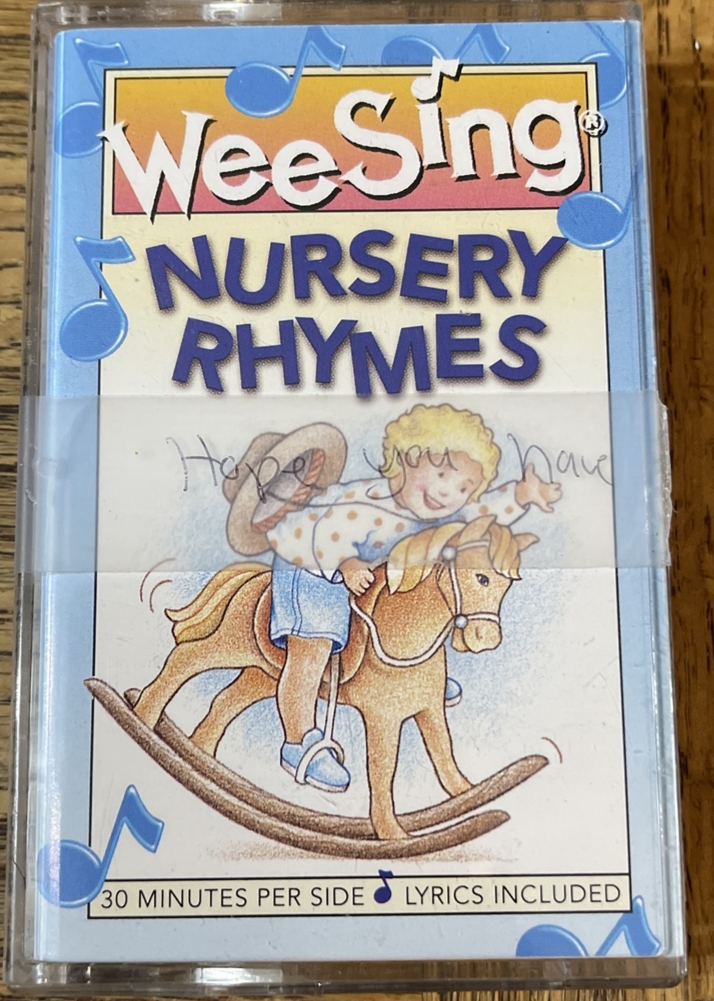 WeeSing®
NURSERY
RHYMES
Hope you have
30 MINUTES PER SIDE LYRICS INCLUDED